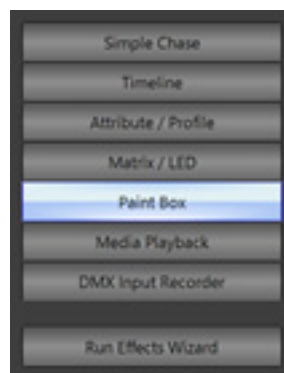 Simple Chase
Timeline
Attribute / Profile
Matrix / LED
Paint Box
Media Playback
DMX Input Recorder
Run Effects Wizard